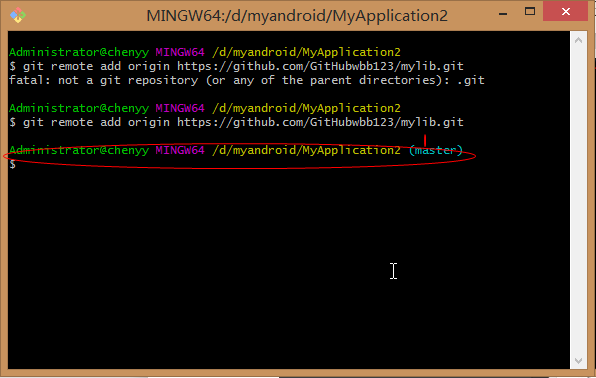 MINGW64:/d/myandroid/MyApplication2
Administrator@chenyy MINGW64 /d/myandroid/MyApplication2
$ git remote add origin https://github.com/GitHubwbb123/mylib.git
fatal: not a git repository (or any of the parent directories): .git
Administrator@chenyy MINGW64 /d/myandroid/MyApplication2
$ git remote add origin https://github.com/GitHubwbb123/mylib.git
Administrator@chenyy MINGW64 /d/myandroid/MyApplication2 (master)
$